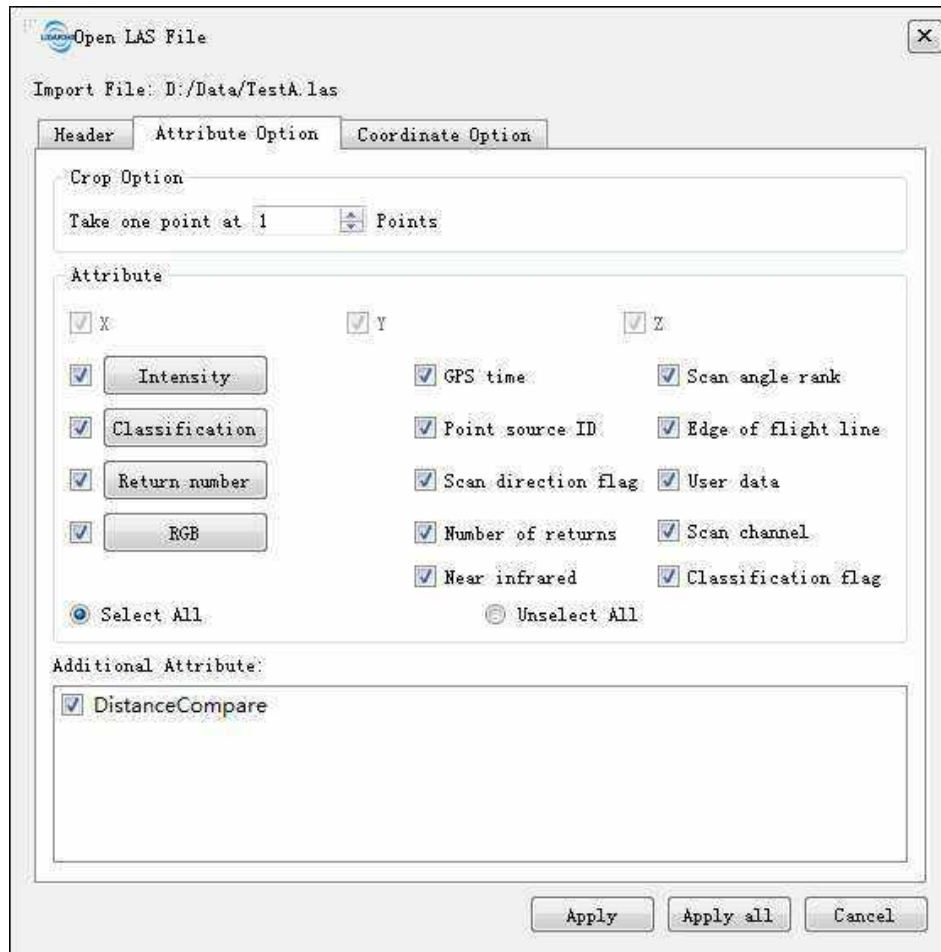 Open LAS File
Import File: D:/Data/TestA.las
Header Attribute Option Coordinate Option
Crop Option
Take one point at 1 Points
Attribute
X Y Z
Intensity GPS time Scan angle rank
Classification Point source ID Edge of flight line
Return number Scan direction flag User data
RGB Number of returns Scan channel
Near infrared Classification flag
Select All Unselect All
Additional Attribute:
DistanceCompare
Apply Apply all Cancel